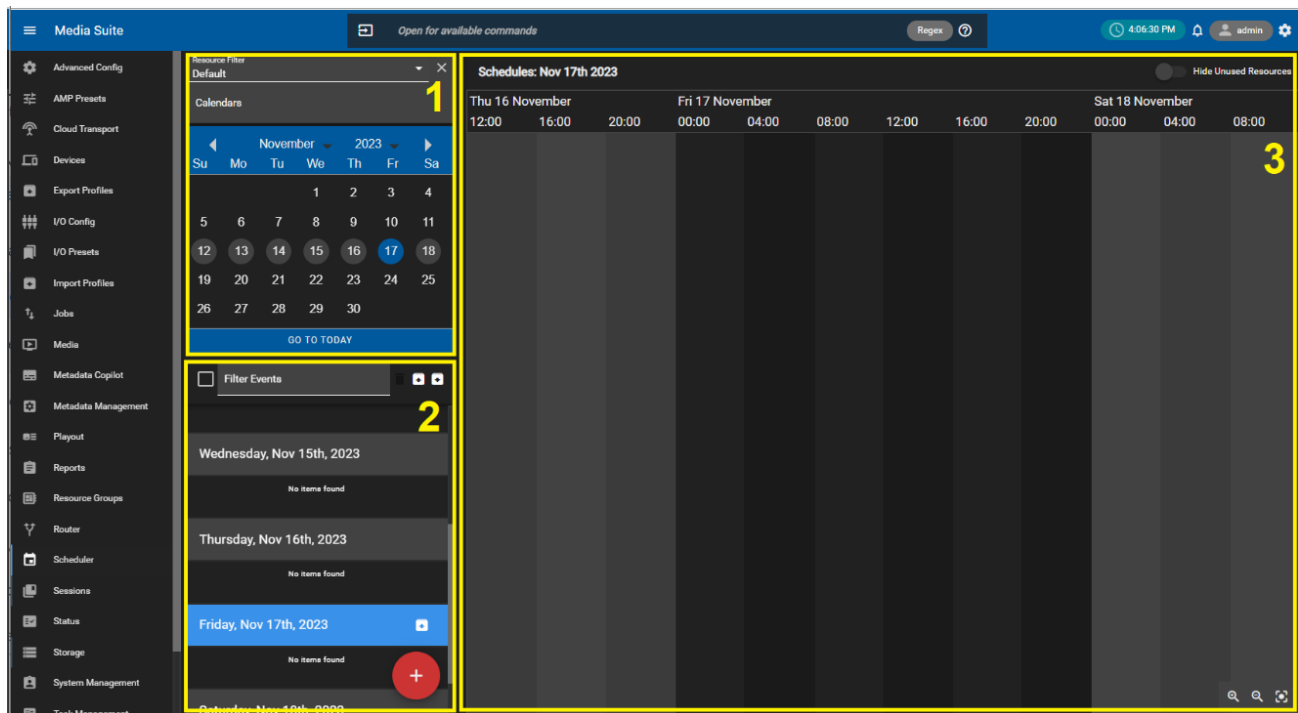 Media Suite
Open for available commands
Regex
4:06:30 PM
admin
Advanced Config
AMP Presets
Cloud Transport
Devices
Export Profiles
I/O Config
I/O Presets
Import Profiles
Jobs
Media
Metadata Copilot
Metadata Management
Playout
Reports
Resource Groups
Router
Scheduler
Sessions
Status
Storage
System Management
Task Management
Resource Filter
Default
1
Calendars
November 2023
Su Mo Tu We Th Fr Sa
1 2 3 4
5 6 7 8 9 10 11
12 13 14 15 16 17 18
19 20 21 22 23 24 25
26 27 28 29 30
GO TO TODAY
Filter Events
2
Wednesday, Nov 15th, 2023
No items found
Thursday, Nov 16th, 2023
No items found
Friday, Nov 17th, 2023
No items found
Saturday, Nov 18th, 2023
Schedules: Nov 17th 2023
Hide Unused Resources
Thu 16 November Fri 17 November Sat 18 November
12:00 16:00 20:00 00:00 04:00 08:00 12:00 16:00 20:00 00:00 04:00 08:00
3